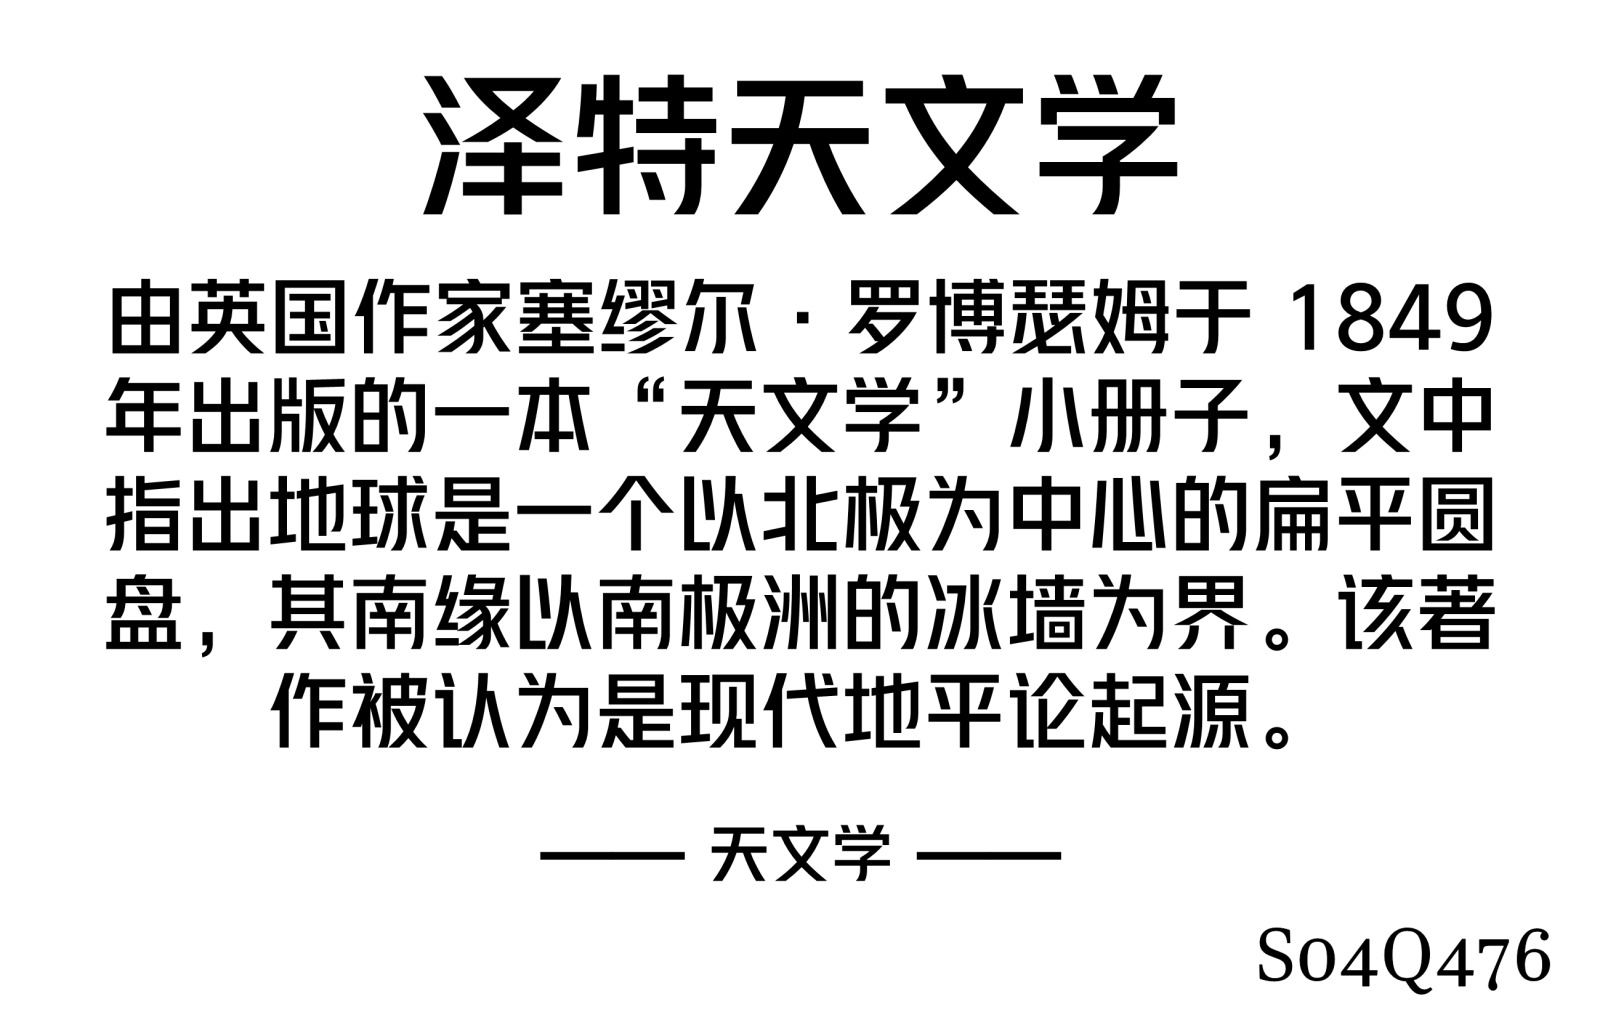 泽特天文学
由英国作家塞缪尔·罗博瑟姆于 1849
年出版的一本“天文学”小册子，文中
指出地球是一个以北极为中心的扁平圆
盘，其南缘以南极洲的冰墙为界。该著
作被认为是现代地平论起源。
—— 天文学 ——
So4Q476